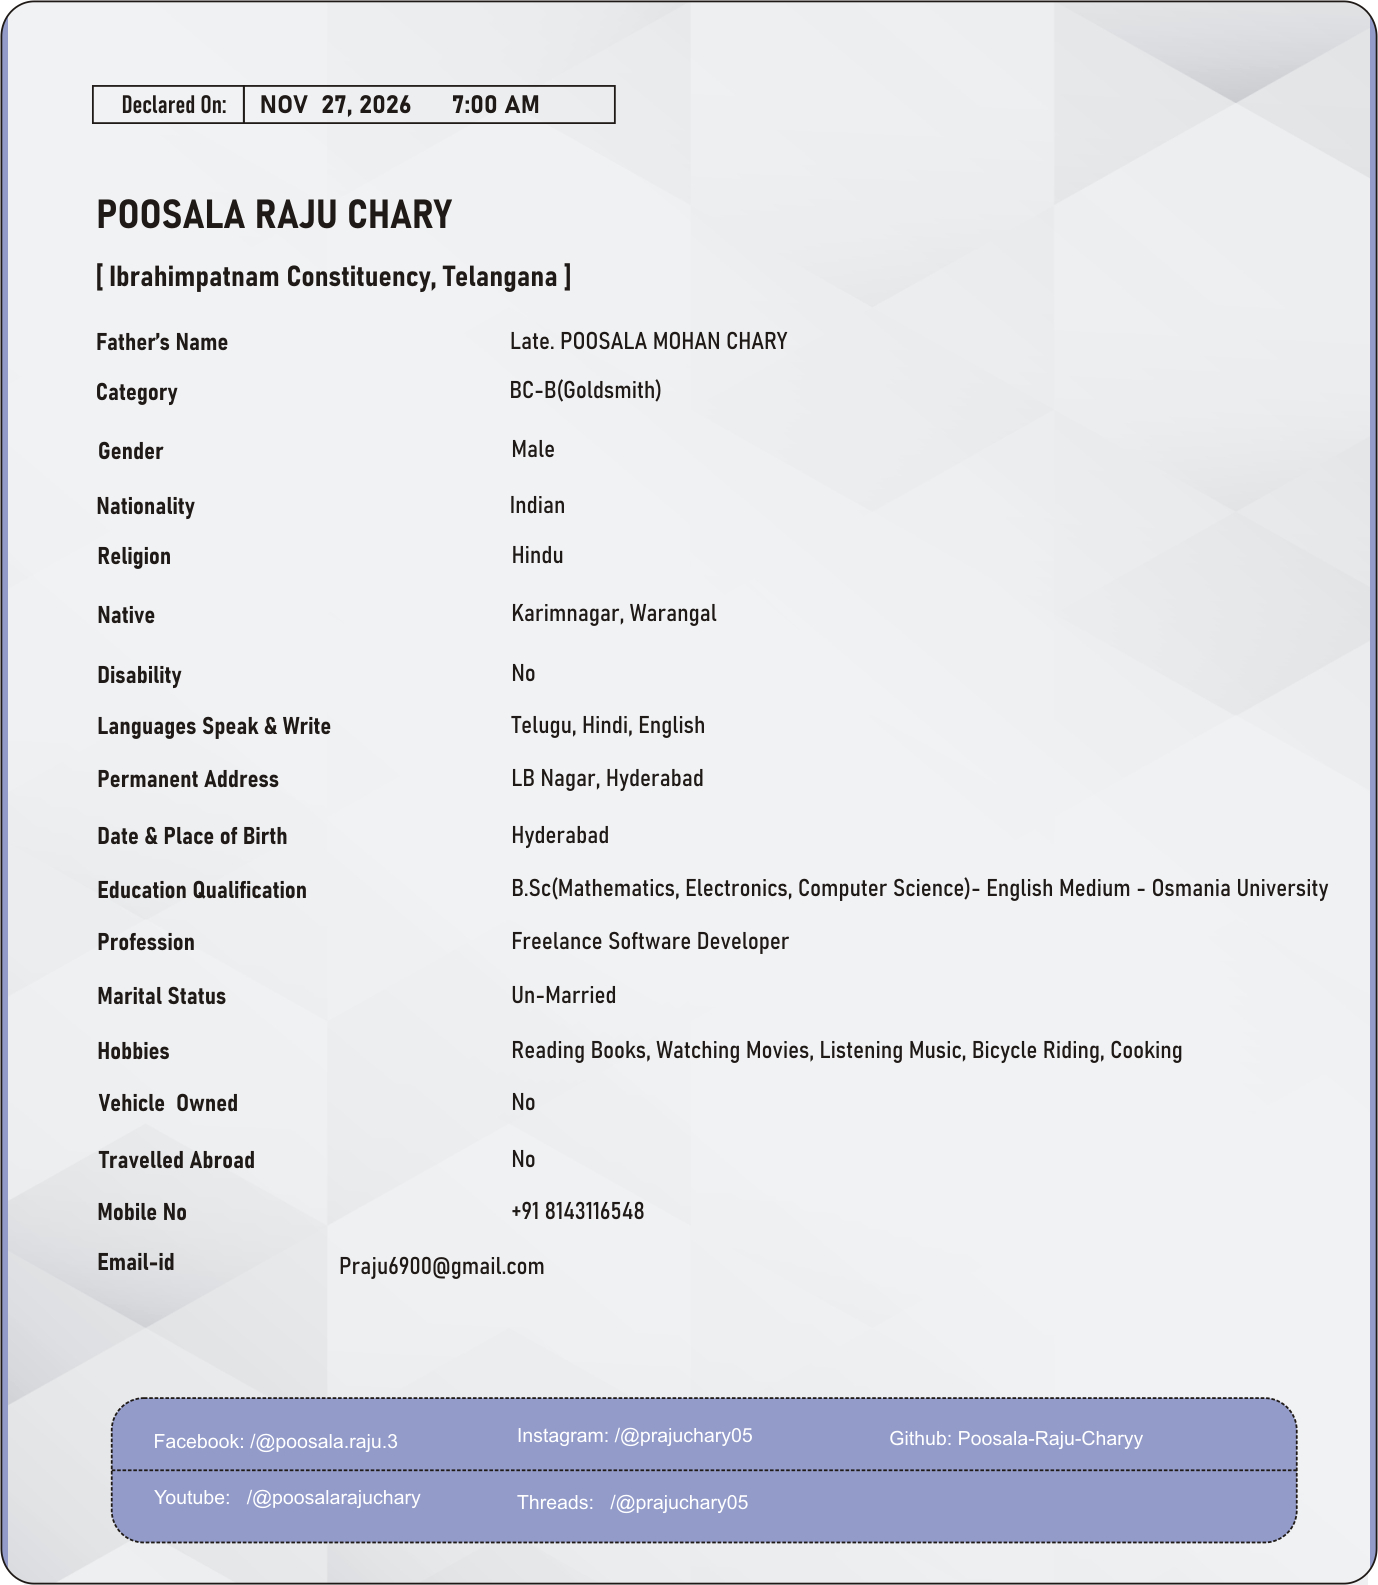 Declared On: NOV 27, 2026 7:00 AM
POOSALA RAJU CHARY
[ Ibrahimpatnam Constituency, Telangana ]
Father's Name Late. POOSALA MOHAN CHARY
Category BC-B(Goldsmith)
Gender Male
Nationality Indian
Religion Hindu
Native Karimnagar, Warangal
Disability No
Languages Speak & Write Telugu, Hindi, English
Permanent Address LB Nagar, Hyderabad
Date & Place of Birth Hyderabad
Education Qualification B.Sc(Mathematics, Electronics, Computer Science)- English Medium - Osmania University
Profession Freelance Software Developer
Marital Status Un-Married
Hobbies Reading Books, Watching Movies, Listening Music, Bicycle Riding, Cooking
Vehicle Owned No
Travelled Abroad No
Mobile No +91 8143116548
Email-id Praju6900@gmail.com
Facebook: /@poosala.raju.3 Instagram: /@prajuchary05 Github: Poosala-Raju-Charyy
Youtube: /@poosalarajuchary Threads: /@prajuchary05